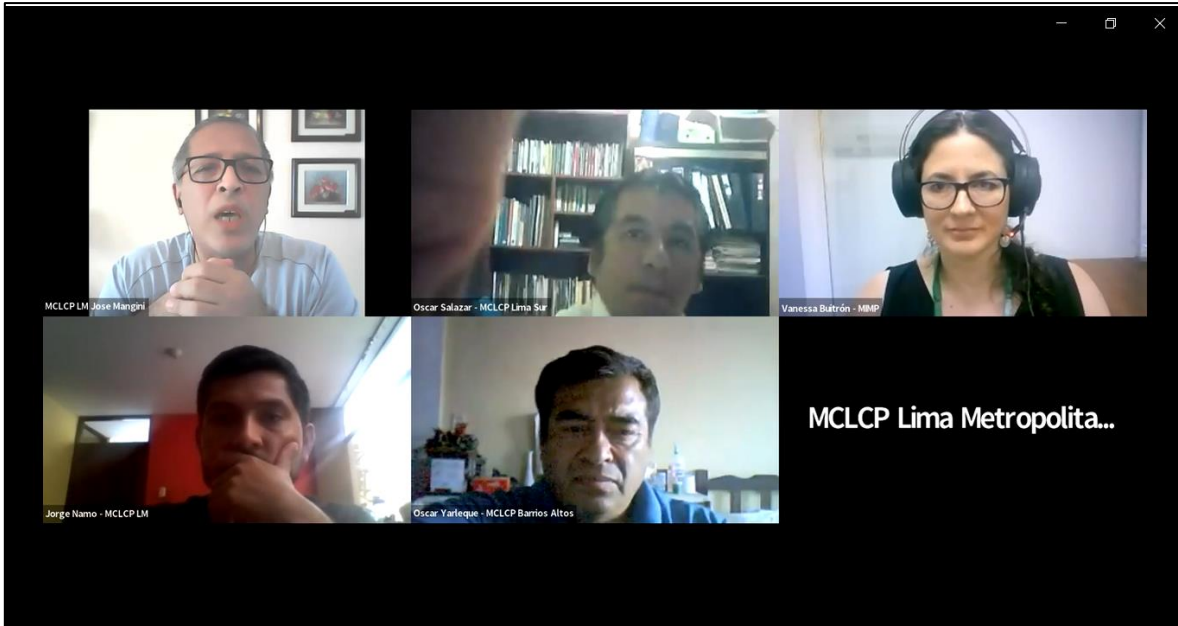 MCLCP LM Jose Mangini
Oscar Salazar - MCLCP Lima Sur
Vanessa Buitrón - MIMP
Jorge Namo - MCLCP LM
Oscar Yarleque - MCLCP Barrios Altos
MCLCP Lima Metropolita...